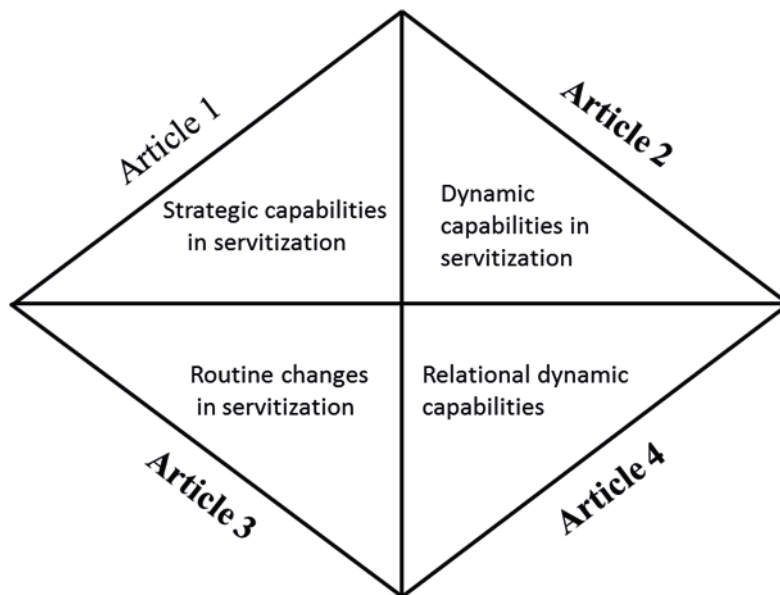 Article 1
Article 2
Strategic capabilities
in servitization
Dynamic
capabilities in
servitization
Routine changes
in servitization
Relational dynamic
capabilities
Article 3
Article 4